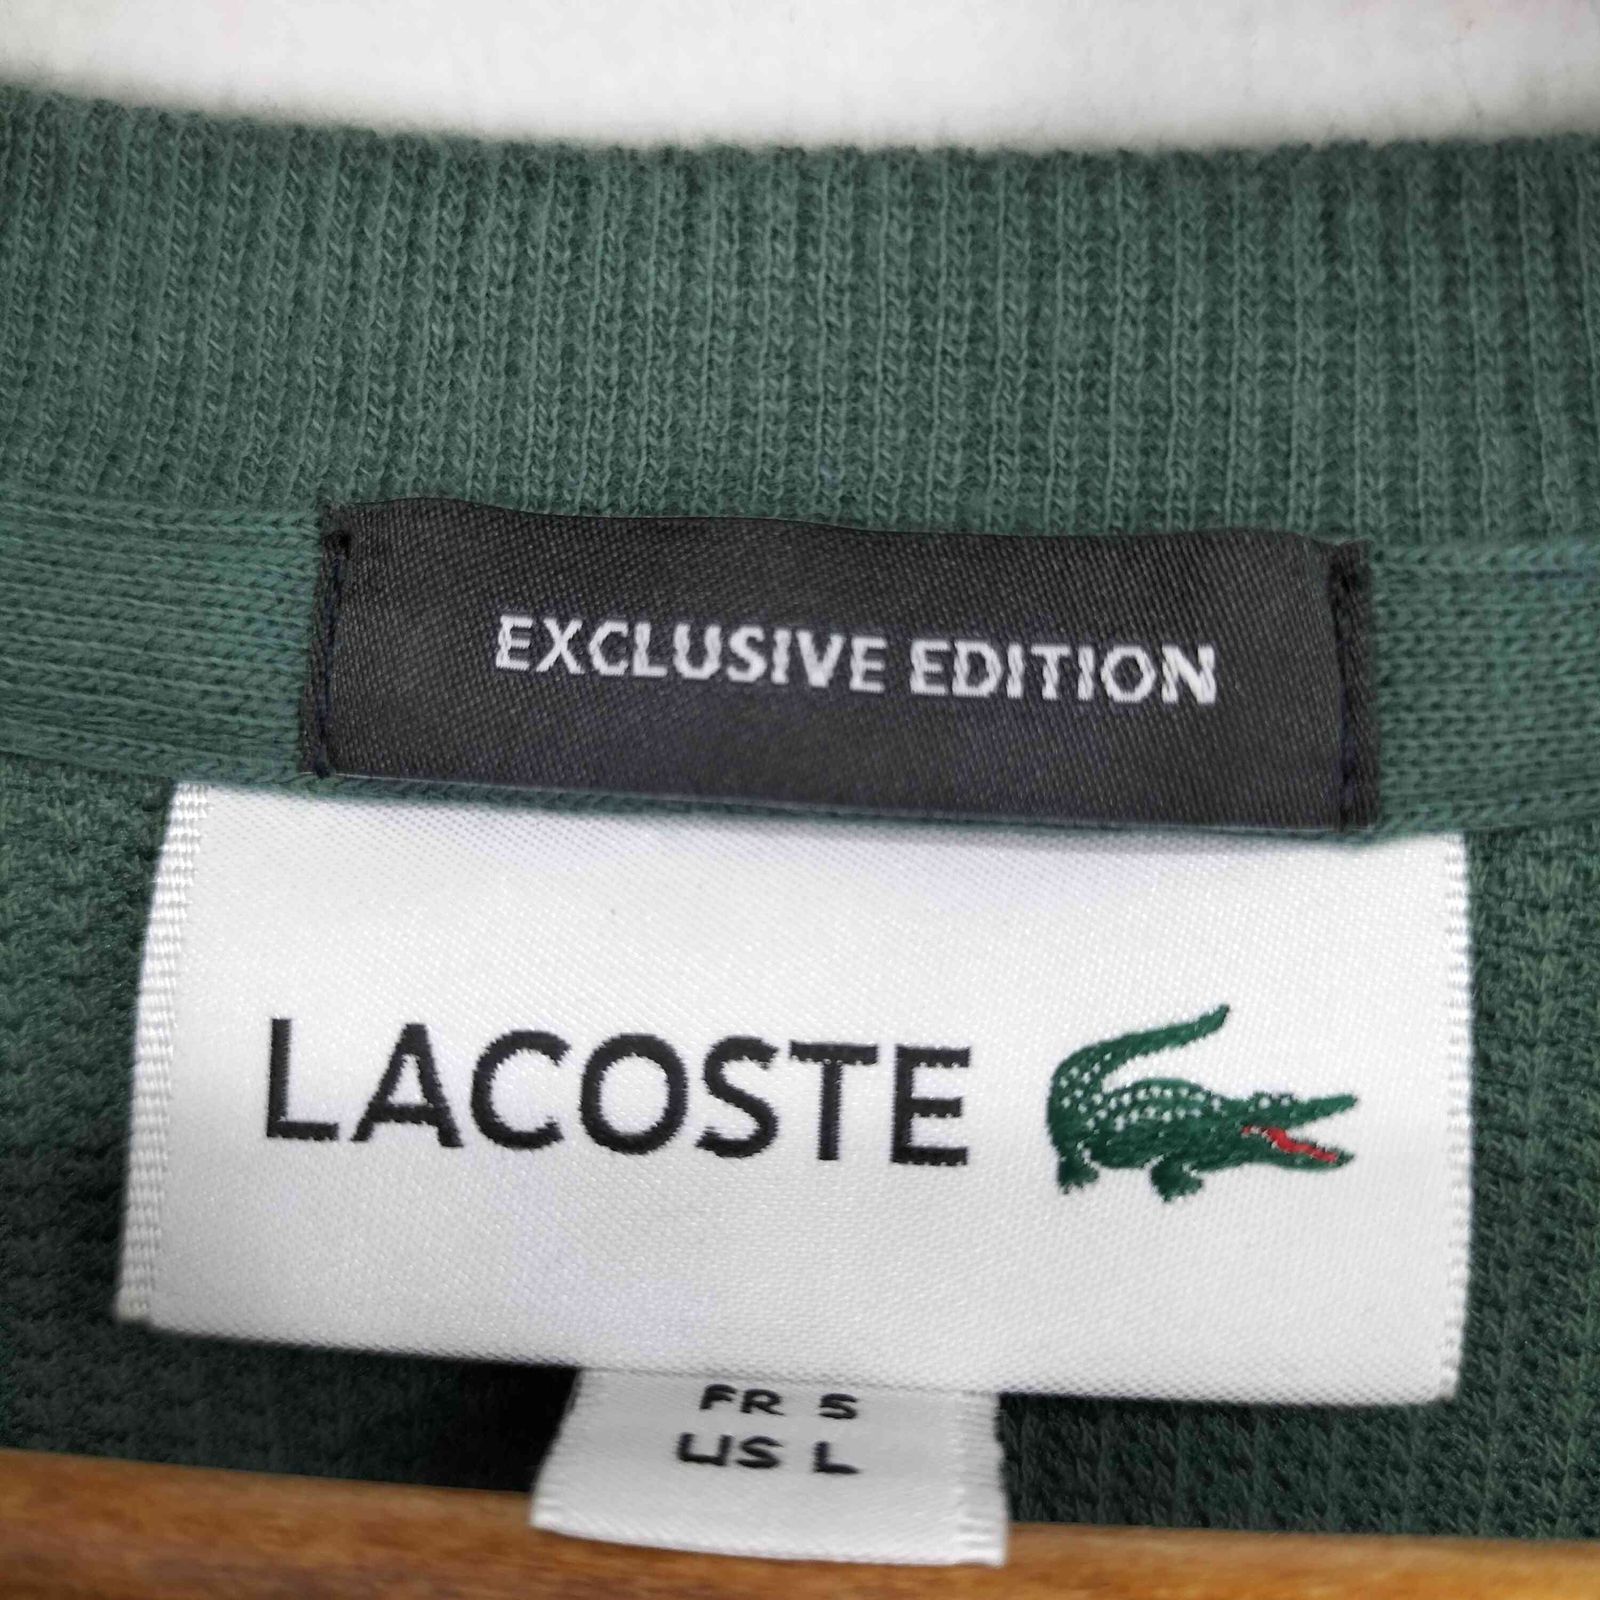 EXCLUSIVE EDITION
LACOSTE
FR 5
US L